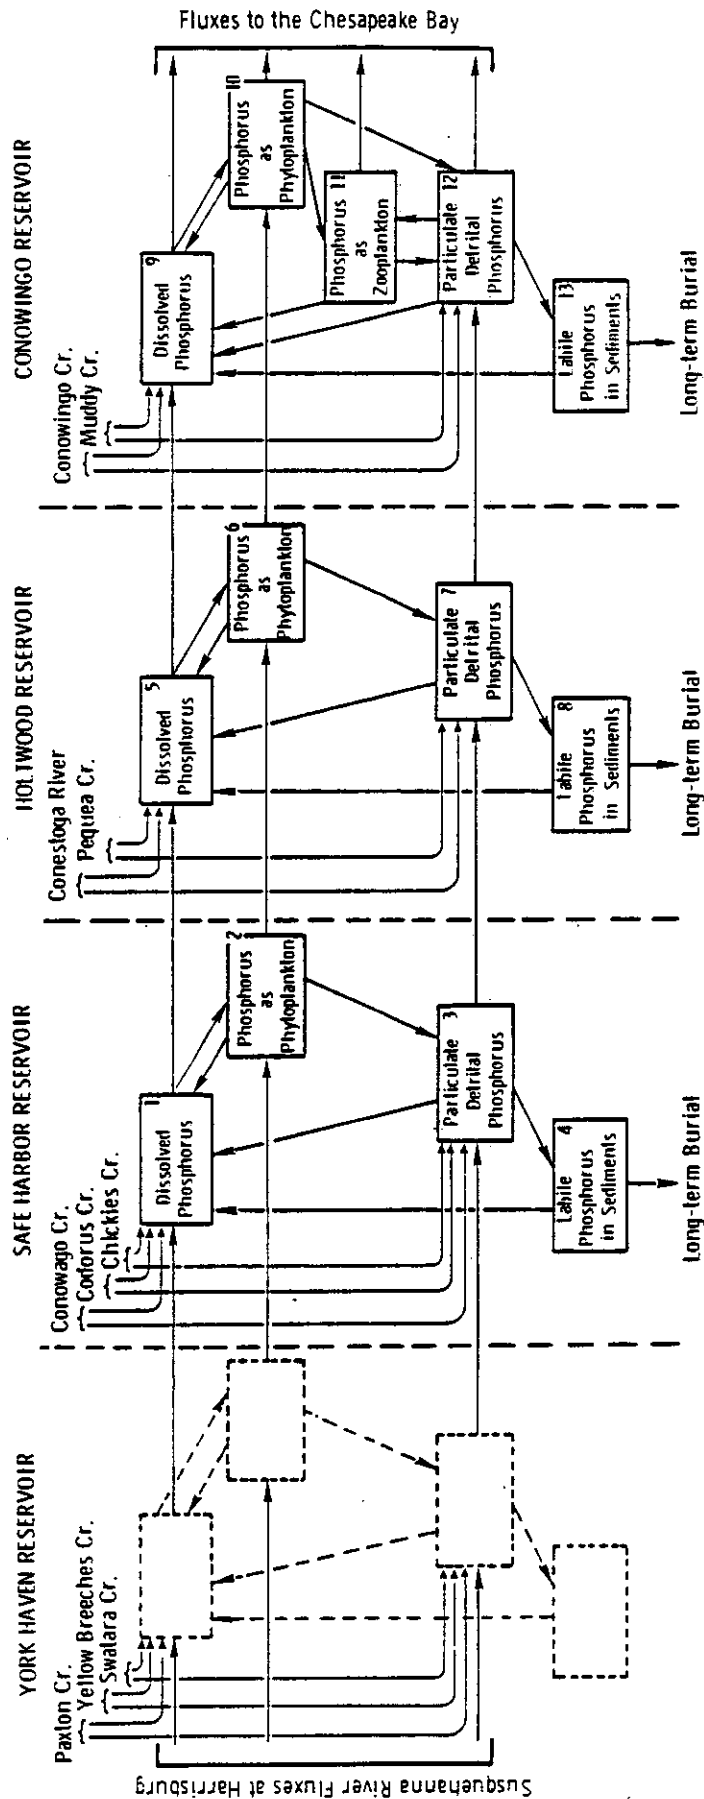 YORK HAVEN RESERVOIR
Paxton Cr.
Yellow Breeches Cr.
Swatara Cr.
Susquehanna River Fluxes at Harrisburg
SAFE HARBOR RESERVOIR
Conowago Cr.
Codorus Cr.
Chickies Cr.
1
Dissolved
Phosphorus
2
Phosphorus
as
Phytoplankton
3
Particulate
Detrital
Phosphorus
4
Labile
Phosphorus
in Sediments
Long-term Burial
HOLTWOOD RESERVOIR
Conestoga River
Pequea Cr.
5
Dissolved
Phosphorus
6
Phosphorus
as
Phytoplankton
7
Particulate
Detrital
Phosphorus
8
Labile
Phosphorus
in Sediments
Long-term Burial
CONOWINGO RESERVOIR
Conowingo Cr.
Muddy Cr.
9
Dissolved
Phosphorus
10
Phosphorus
as
Phytoplankton
Phosphorus 11
as
Zooplankton
Particulate 12
Detrital
Phosphorus
Labile 13
Phosphorus
in Sediments
Long-term Burial
Fluxes to the Chesapeake Bay